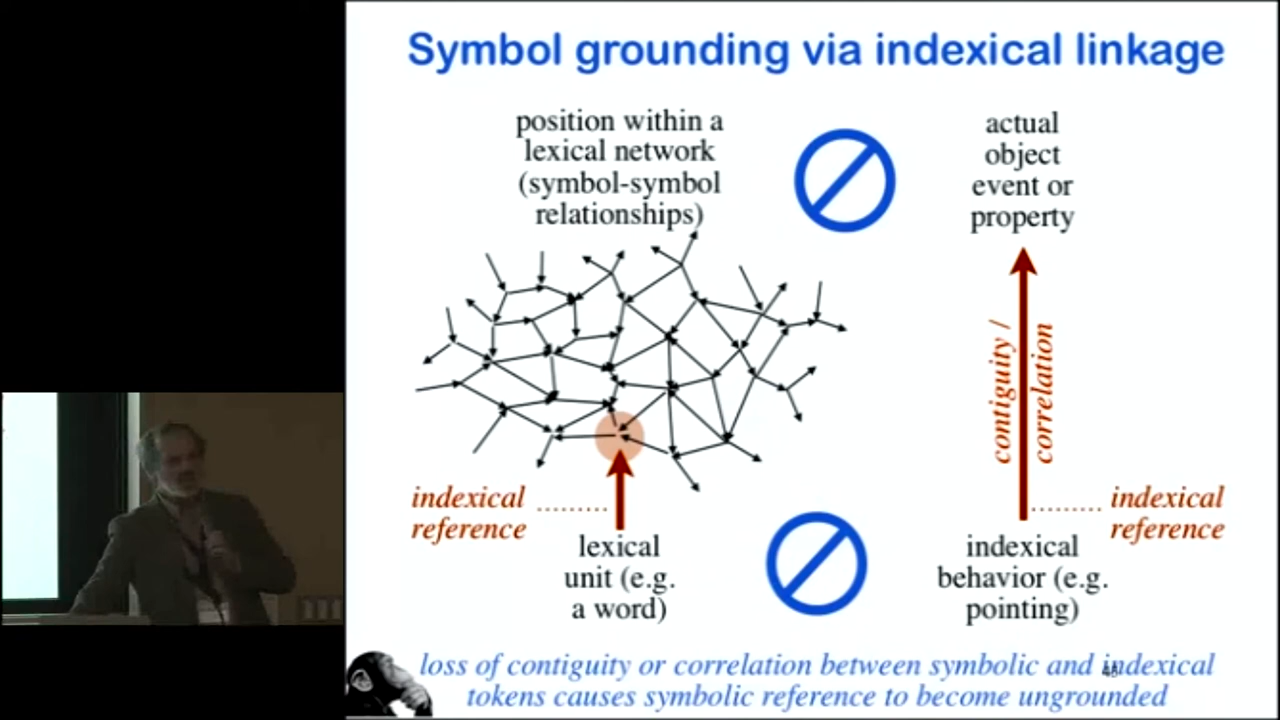 Symbol grounding via indexical linkage
position within a
lexical network
(symbol-symbol
relationships)
actual
object
event or
property
contiguity /
correlation
indexical
reference
indexical
reference
lexical
unit (e.g.
a word)
indexical
behavior (e.g.
pointing)
loss of contiguity or correlation between symbolic and indexical
tokens causes symbolic reference to become ungrounded